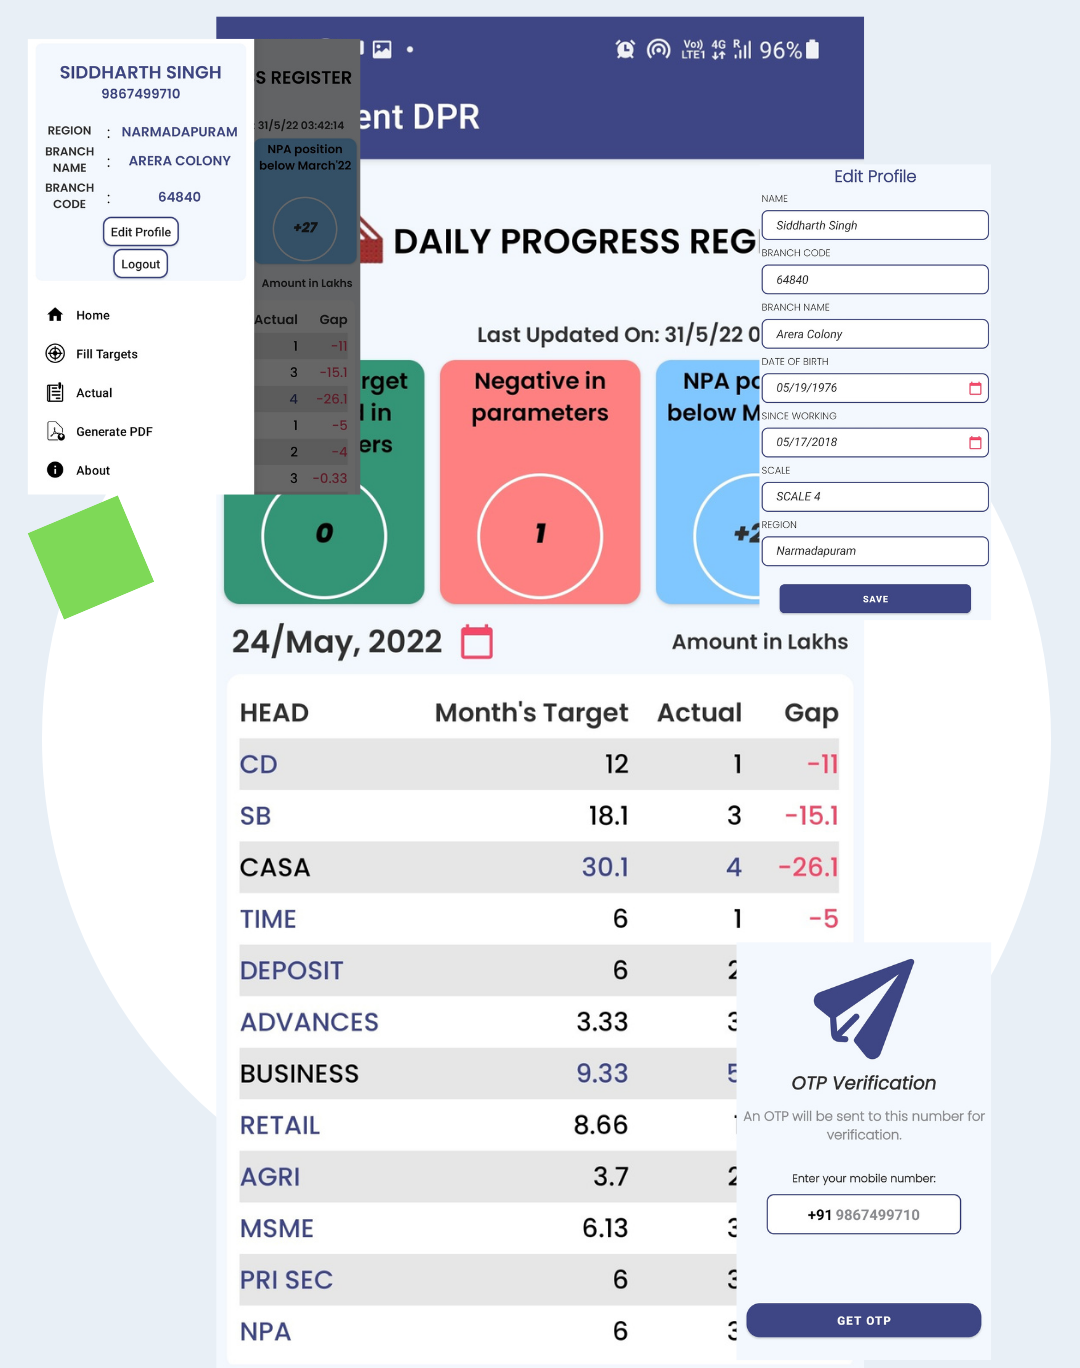 Vo)) 4G R 96%
LTE1
ent DPR
SIDDHARTH SINGH
9867499710
REGION : NARMADAPURAM
BRANCH NAME : ARERA COLONY
BRANCH CODE : 64840
Edit Profile
Logout
Home
Fill Targets
Actual
Generate PDF
About
S REGISTER
31/5/22 03:42:14
NPA position
below March'22
+27
Amount in Lakhs
Actual Gap
1 -11
3 -15.1
4 -26.1
1 -5
2 -4
3 -0.33
DAILY PROGRESS REG
Last Updated On: 31/5/22 0
rget
l in
ers
0
Negative in
parameters
1
NPA po
below M
+2
Edit Profile
NAME
Siddharth Singh
BRANCH CODE
64840
BRANCH NAME
Arera Colony
DATE OF BIRTH
05/19/1976
SINCE WORKING
05/17/2018
SCALE
SCALE 4
REGION
Narmadapuram
SAVE
24/May, 2022
Amount in Lakhs
HEAD Month's Target Actual Gap
CD 12 1 -11
SB 18.1 3 -15.1
CASA 30.1 4 -26.1
TIME 6 1 -5
DEPOSIT 6 2
ADVANCES 3.33 3
BUSINESS 9.33 5
RETAIL 8.66 1
AGRI 3.7 2
MSME 6.13 3
PRI SEC 6 3
NPA 6 3
OTP Verification
An OTP will be sent to this number for
verification.
Enter your mobile number:
+91 9867499710
GET OTP